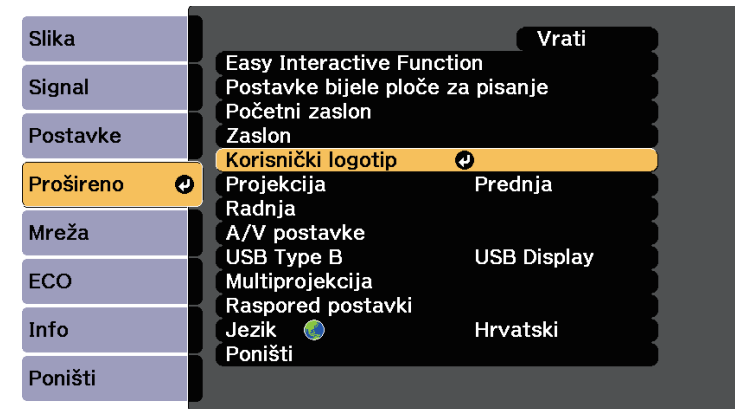 Slika
Signal
Postavke
Prošireno
Mreža
ECO
Info
Poništi
Vrati
Easy Interactive Function
Postavke bijele ploče za pisanje
Početni zaslon
Zaslon
Korisnički logotip
Projekcija Prednja
Radnja
A/V postavke
USB Type B USB Display
Multiprojekcija
Raspored postavki
Jezik Hrvatski
Poništi